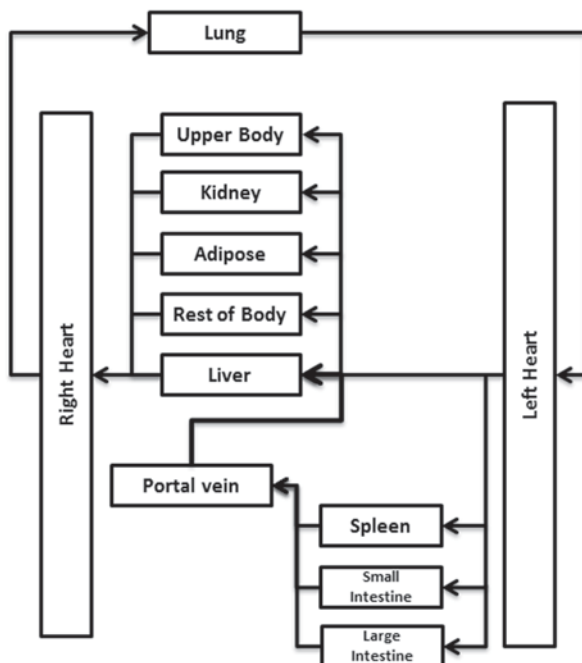 Lung
Upper Body
Kidney
Adipose
Rest of Body
Liver
Right Heart
Left Heart
Portal vein
Spleen
Small
Intestine
Large
Intestine